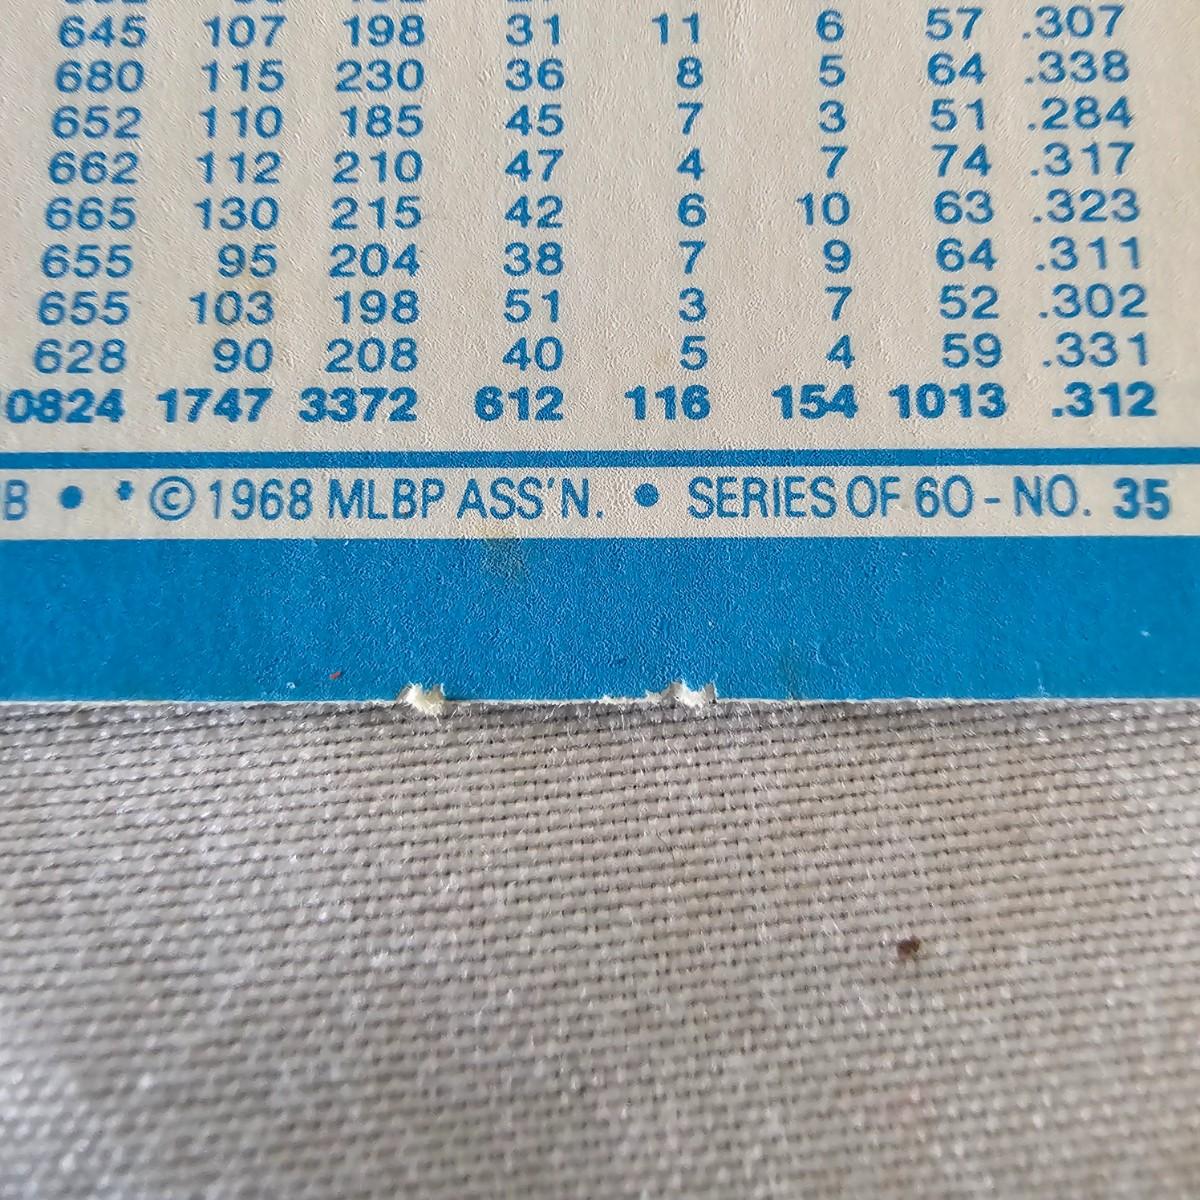 645 107 198 31 11 6 57 .307
680 115 230 36 8 5 64 .338
652 110 185 45 7 3 51 .284
662 112 210 47 4 7 74 .317
665 130 215 42 6 10 63 .323
655 95 204 38 7 9 64 .311
655 103 198 51 3 7 52 .302
628 90 208 40 5 4 59 .331
0824 1747 3372 612 116 154 1013 .312
B • * © 1968 MLBP ASS'N. • SERIES OF 60 - NO. 35